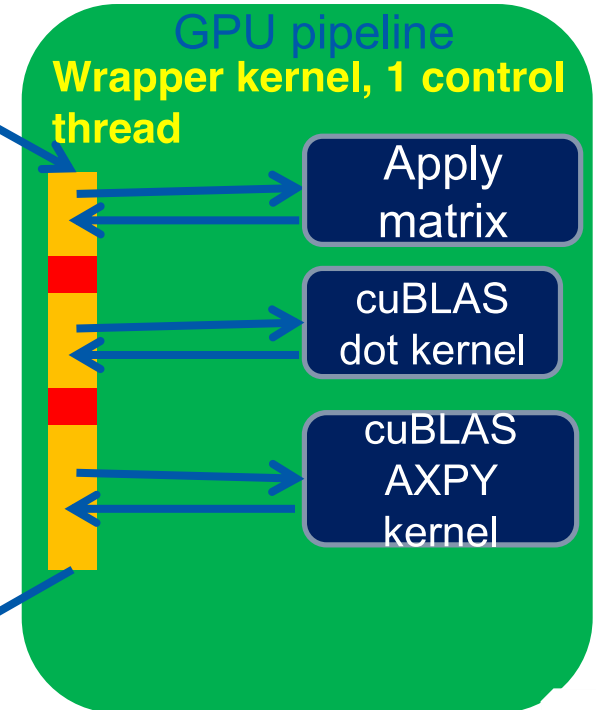 GPU pipeline
Wrapper kernel, 1 control
thread
Apply
matrix
cuBLAS
dot kernel
cuBLAS
AXPY
kernel